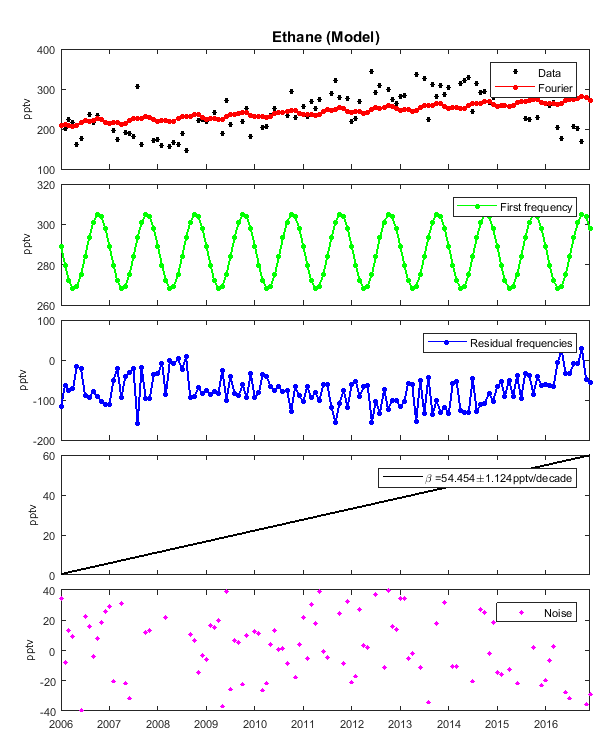 Ethane (Model)
400
300
200
100
pptv
Data
Fourier
320
300
280
260
pptv
First frequency
100
0
-100
-200
pptv
Residual frequencies
60
40
20
0
pptv
β =54.454±1.124pptv/decade
40
20
0
-20
-40
pptv
Noise
2006 2007 2008 2009 2010 2011 2012 2013 2014 2015 2016